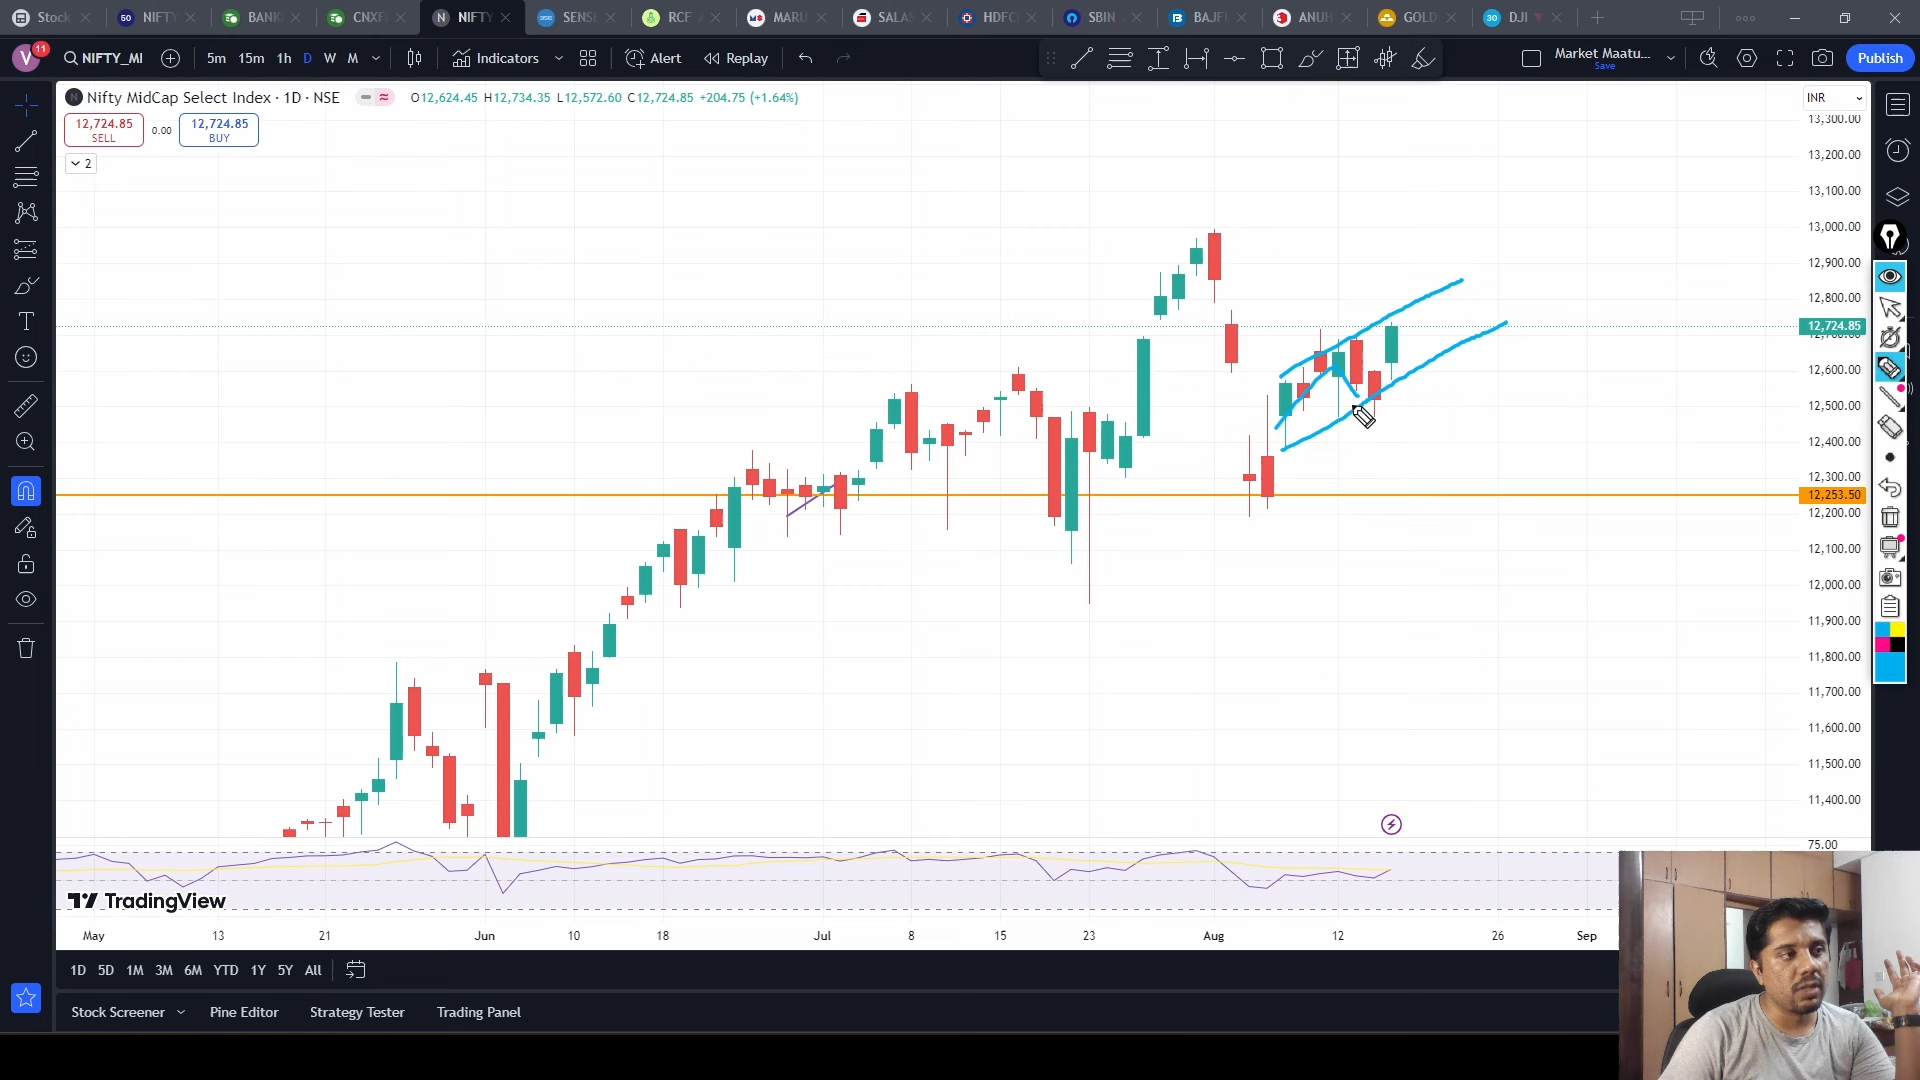 Stock
50 NIFTY
BANK
CNXF
N NIFTY
SENSE
RCF
MARU
SALAS
HDFC
SBIN
BAJFI
ANUH
GOLD
30 DJI
V 11 NIFTY_MI 5m 15m 1h D W M Indicators Alert Replay Market Maatu... Save Publish
N Nifty MidCap Select Index · 1D · NSE O12,624.45 H12,734.35 L12,572.60 C12,724.85 +204.75 (+1.64%) INR
12,724.85 SELL 0.00 12,724.85 BUY
2
13,300.00
13,200.00
13,100.00
13,000.00
12,900.00
12,800.00
12,724.85
12,700.00
12,600.00
12,500.00
12,400.00
12,300.00
12,253.50
12,200.00
12,100.00
12,000.00
11,900.00
11,800.00
11,700.00
11,600.00
11,500.00
11,400.00
75.00
TradingView
May 13 21 Jun 10 18 Jul 8 15 23 Aug 12 26 Sep
1D 5D 1M 3M 6M YTD 1Y 5Y All
Stock Screener Pine Editor Strategy Tester Trading Panel